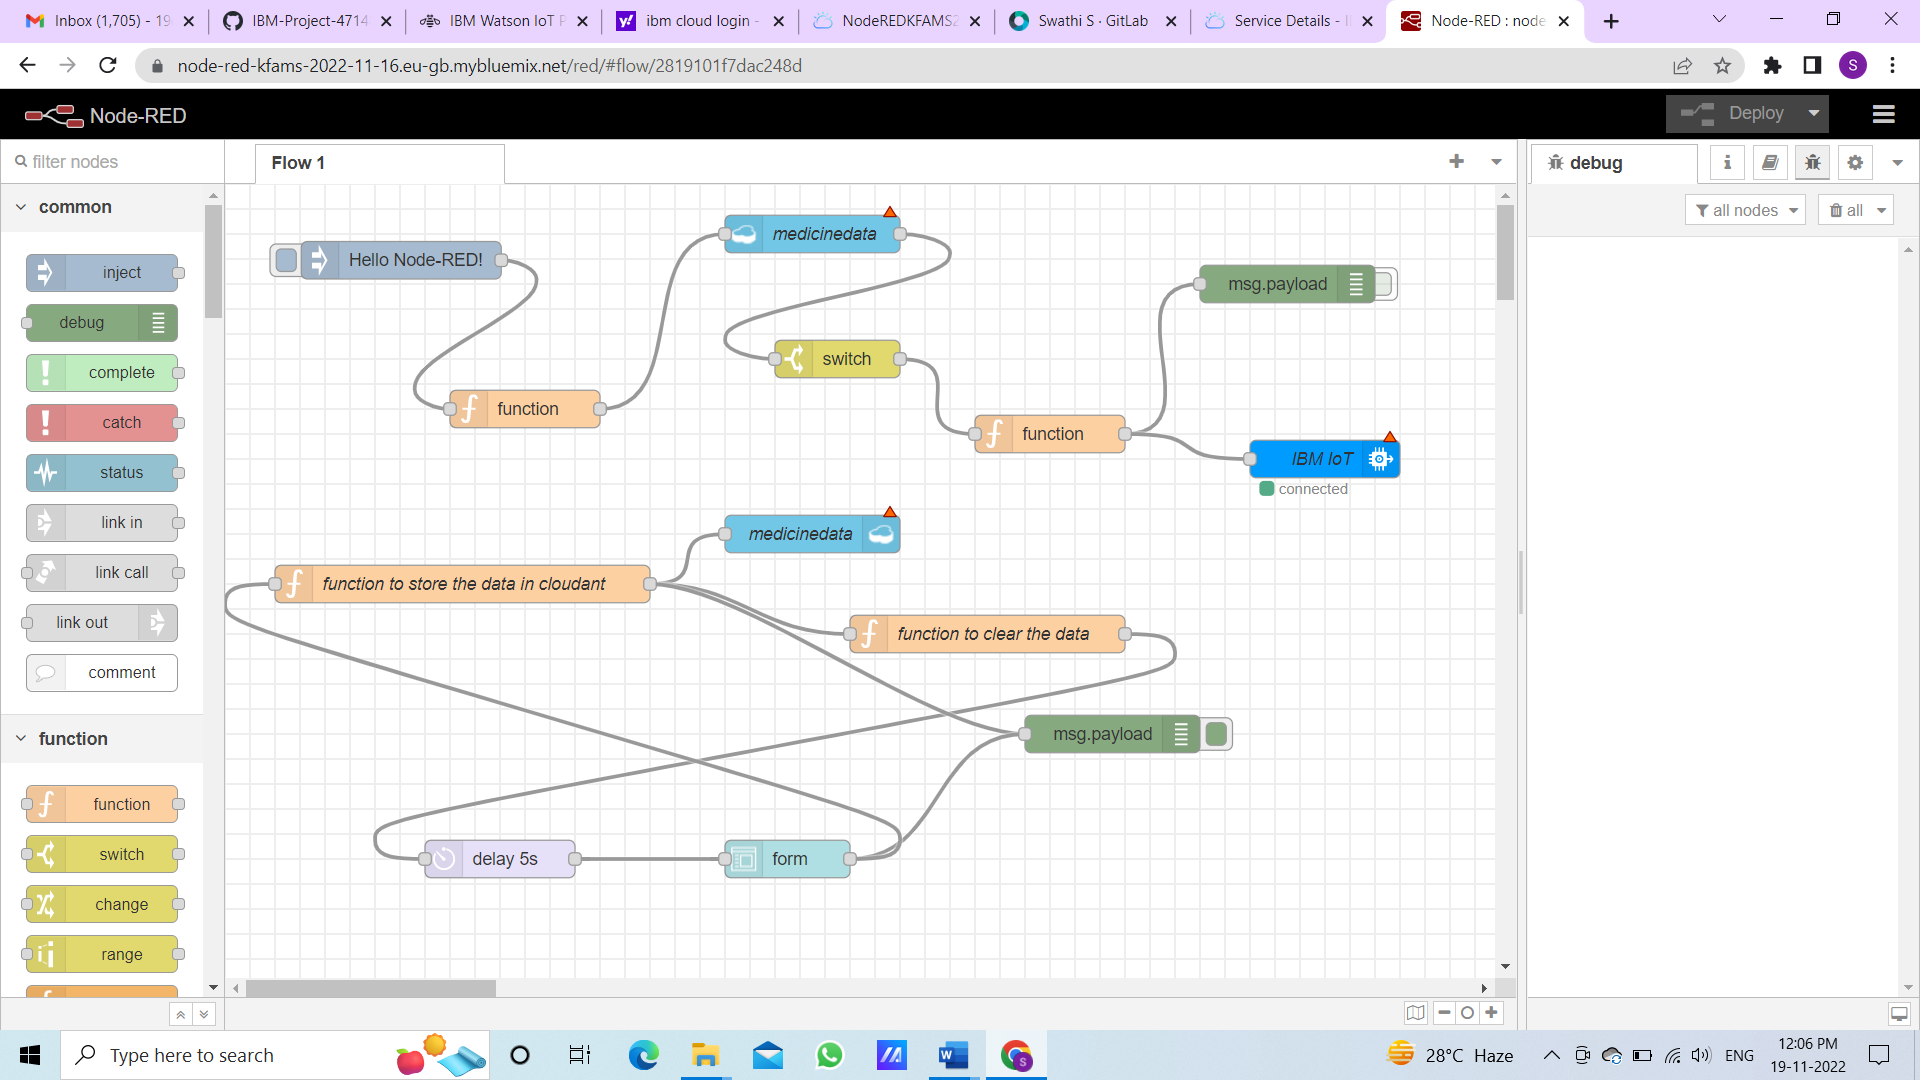 Inbox (1,705) - 19
IBM-Project-4714
IBM Watson IoT P
ibm cloud login -
NodeREDKFAMS2
Swathi S · GitLab
Service Details - I
Node-RED : node
node-red-kfams-2022-11-16.eu-gb.mybluemix.net/red/#flow/2819101f7dac248d
S
Node-RED
Deploy
filter nodes
Flow 1
debug
all nodes
all
common
inject
debug
complete
catch
status
link in
link call
link out
comment
function
function
switch
change
range
Hello Node-RED!
medicinedata
msg.payload
switch
function
function
IBM IoT
connected
medicinedata
function to store the data in cloudant
function to clear the data
msg.payload
delay 5s
form
Type here to search
28°C Haze
ENG
12:06 PM
19-11-2022